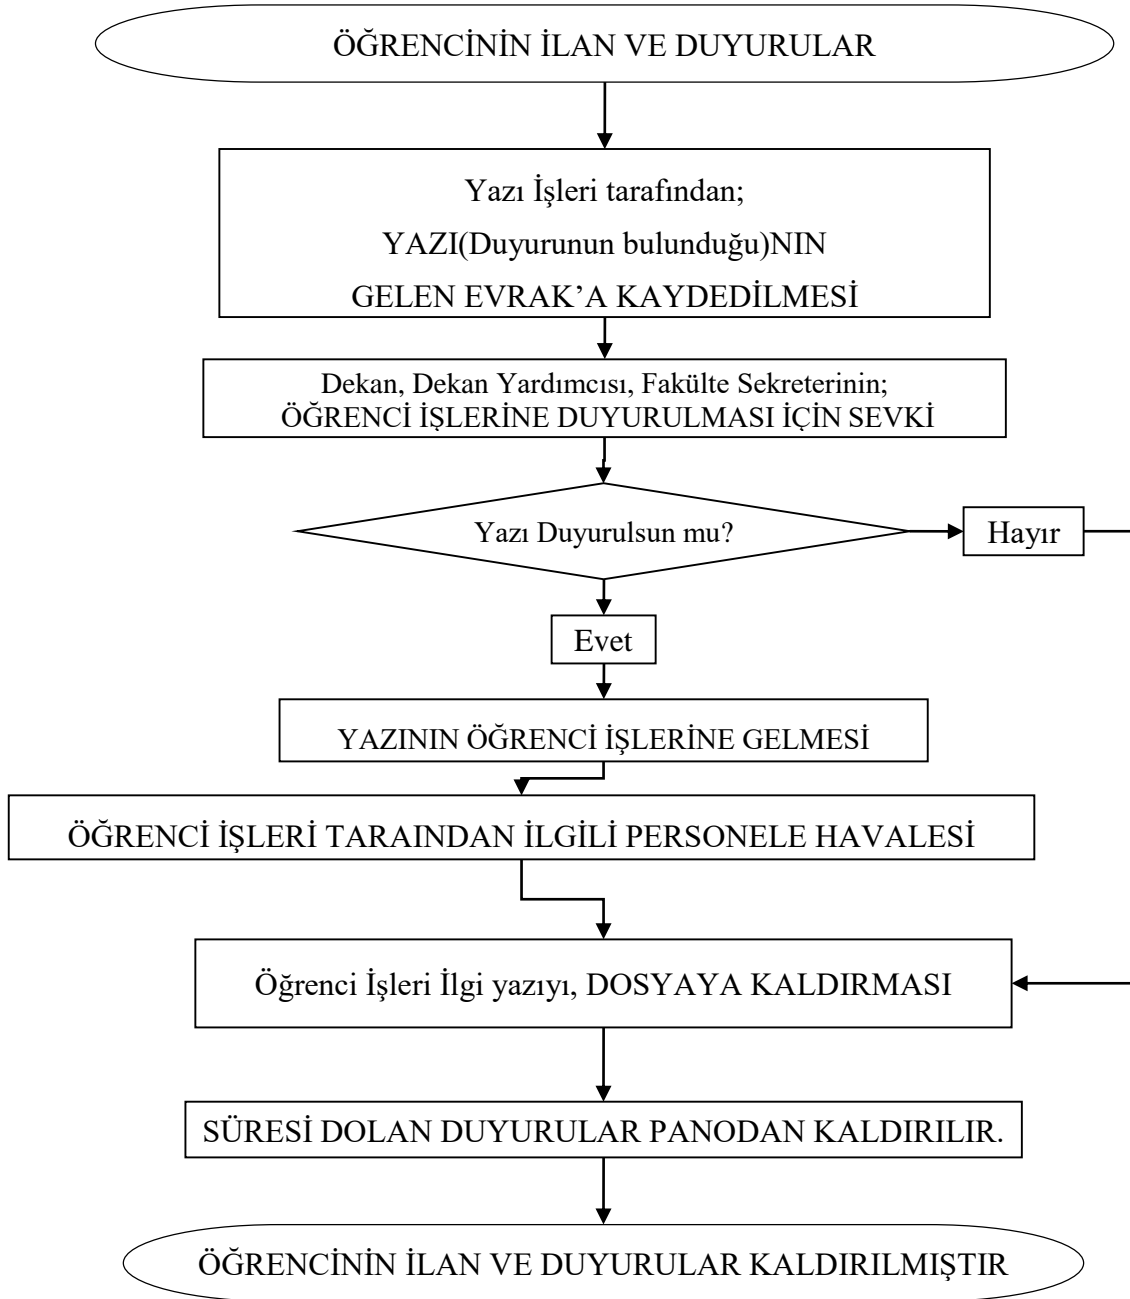 ÖĞRENCİNİN İLAN VE DUYURULAR
Yazı İşleri tarafından;
YAZI(Duyurunun bulunduğu)NIN
GELEN EVRAK’A KAYDEDİLMESİ
Dekan, Dekan Yardımcısı, Fakülte Sekreterinin;
ÖĞRENCİ İŞLERİNE DUYURULMASI İÇİN SEVKİ
Yazı Duyurulsun mu?
Hayır
Evet
YAZININ ÖĞRENCİ İŞLERİNE GELMESİ
ÖĞRENCİ İŞLERİ TARAINDAN İLGİLİ PERSONELE HAVALESİ
Öğrenci İşleri İlgi yazıyı, DOSYAYA KALDIRMASI
SÜRESİ DOLAN DUYURULAR PANODAN KALDIRILIR.
ÖĞRENCİNİN İLAN VE DUYURULAR KALDIRILMIŞTIR